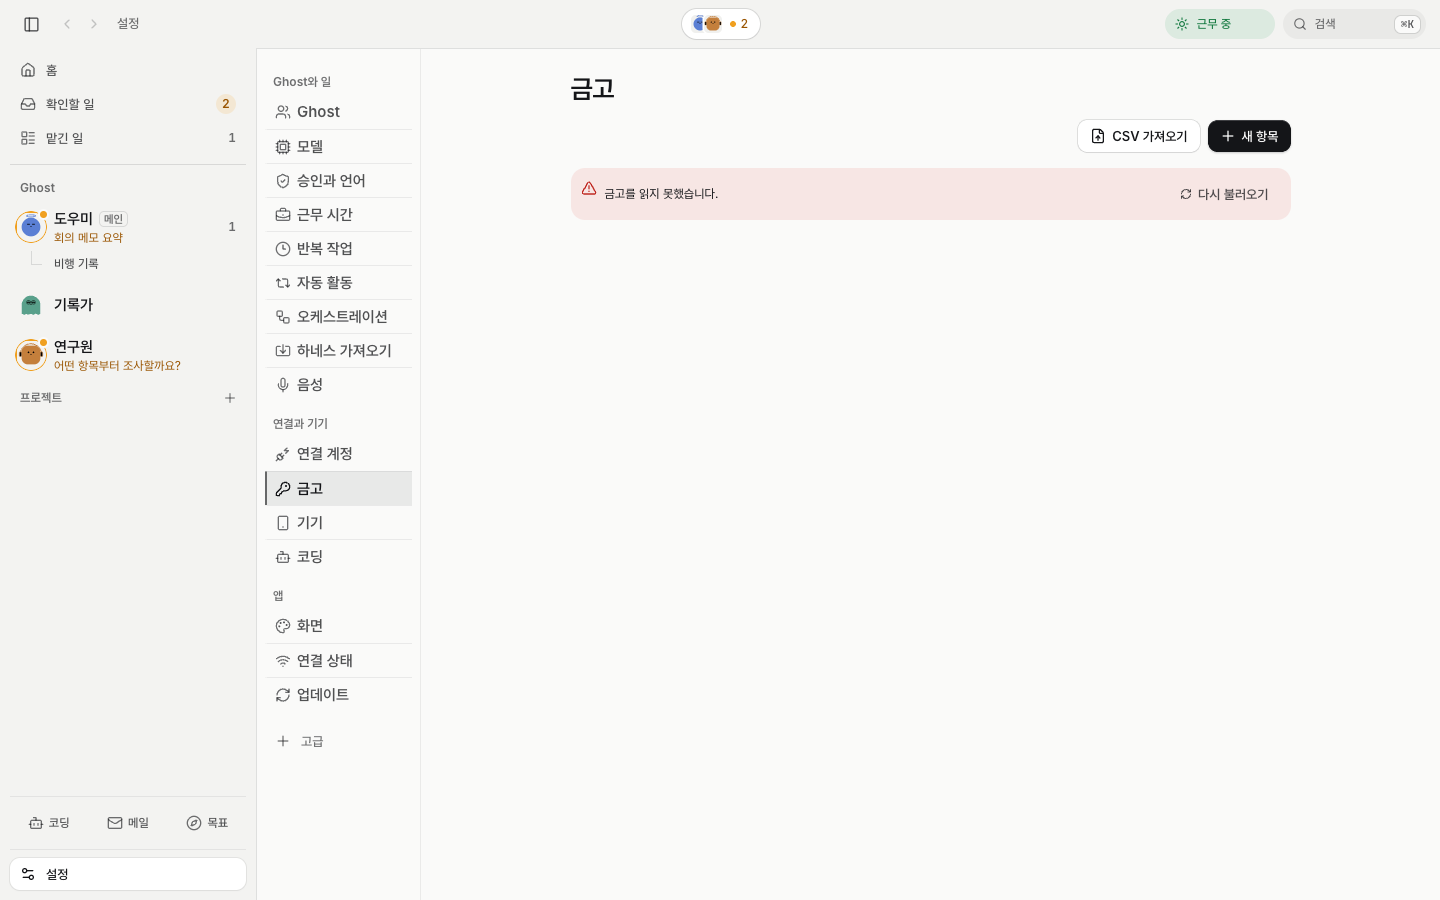 설정
2
근무 중
검색
⌘K
홈
확인할 일
2
맡긴 일
1
Ghost
도우미 메인
회의 메모 요약
1
비행 기록
기록가
연구원
어떤 항목부터 조사할까요?
프로젝트
코딩
메일
목표
설정
Ghost와 일
Ghost
모델
승인과 언어
근무 시간
반복 작업
자동 활동
오케스트레이션
하네스 가져오기
음성
연결과 기기
연결 계정
금고
기기
코딩
앱
화면
연결 상태
업데이트
고급
금고
CSV 가져오기
새 항목
금고를 읽지 못했습니다.
다시 불러오기